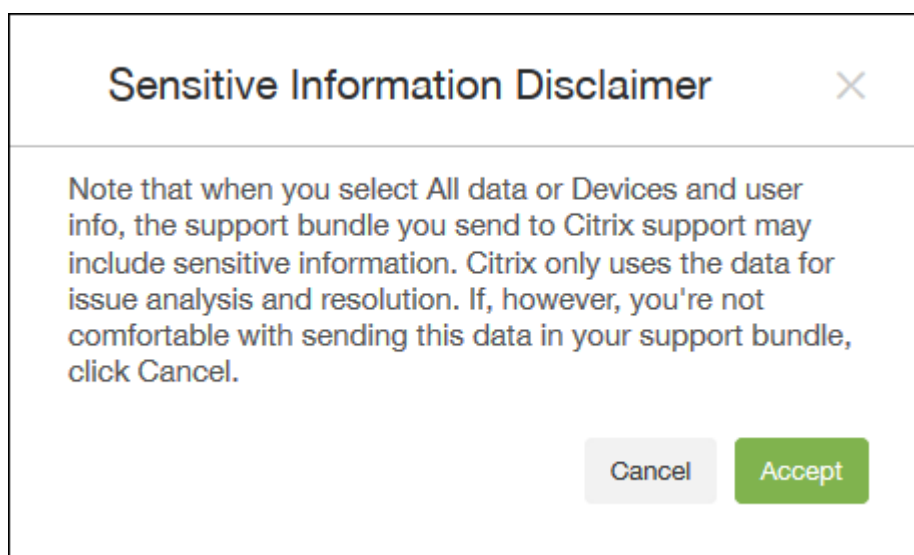 Sensitive Information Disclaimer
Note that when you select All data or Devices and user
info, the support bundle you send to Citrix support may
include sensitive information. Citrix only uses the data for
issue analysis and resolution. If, however, you're not
comfortable with sending this data in your support bundle,
click Cancel.
Cancel Accept